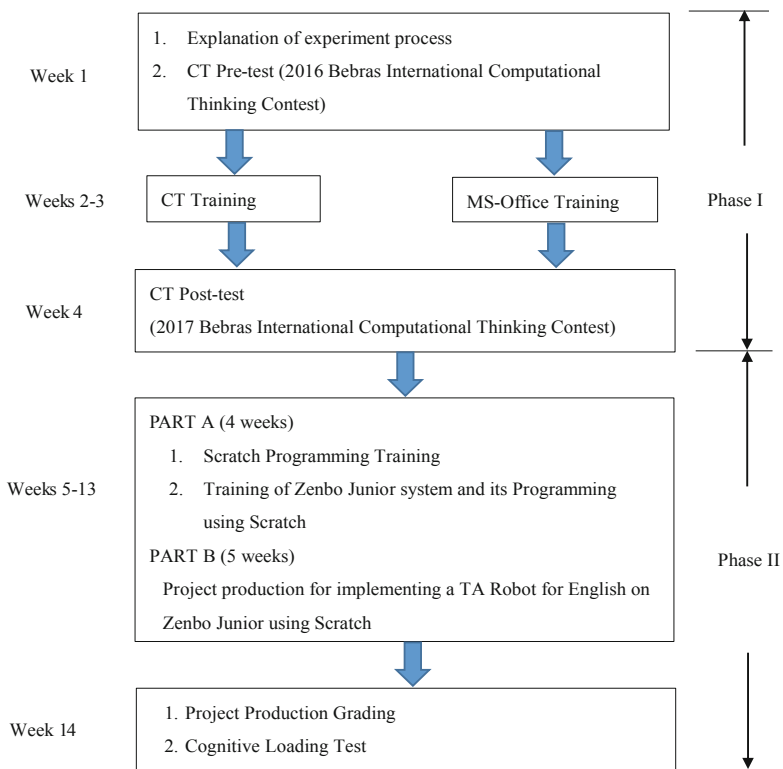 Week 1
1. Explanation of experiment process
2. CT Pre-test (2016 Bebras International Computational
Thinking Contest)
Weeks 2-3
CT Training
MS-Office Training
Phase I
Week 4
CT Post-test
(2017 Bebras International Computational Thinking Contest)
Weeks 5-13
PART A (4 weeks)
1. Scratch Programming Training
2. Training of Zenbo Junior system and its Programming
using Scratch
PART B (5 weeks)
Project production for implementing a TA Robot for English on
Zenbo Junior using Scratch
Phase II
Week 14
1. Project Production Grading
2. Cognitive Loading Test